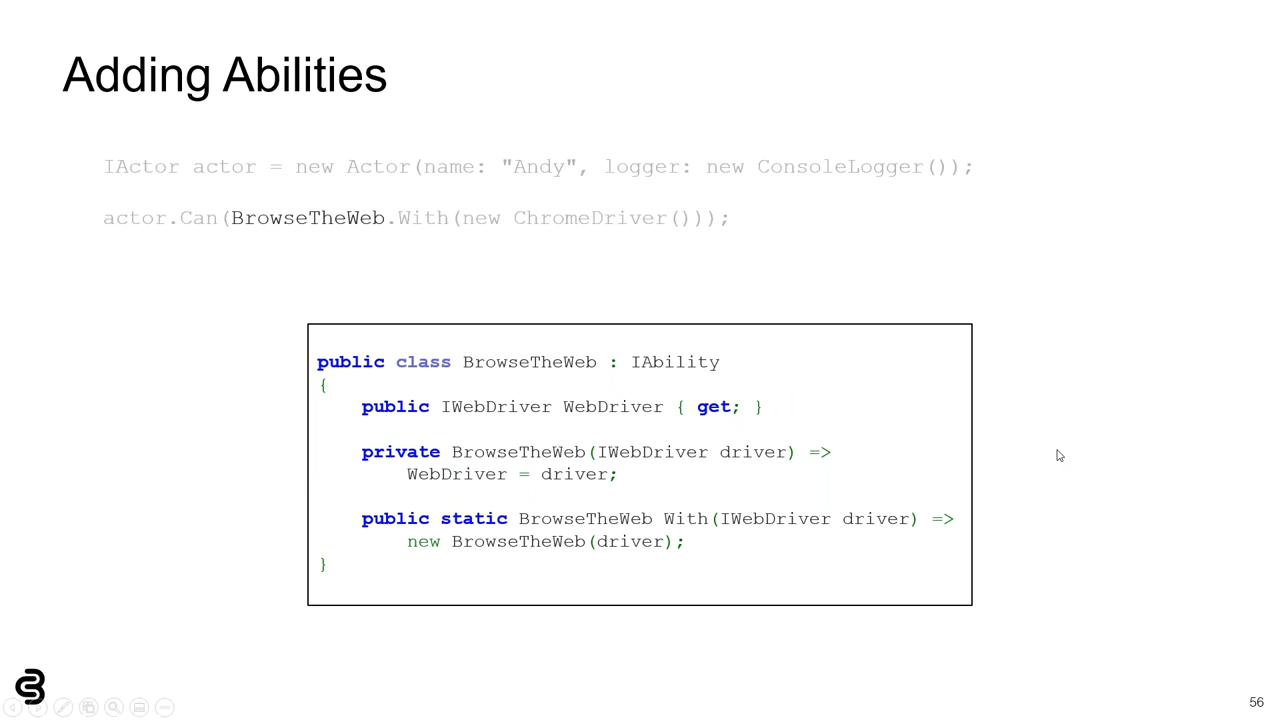 Adding Abilities
IActor actor = new Actor(name: "Andy", logger: new ConsoleLogger());
actor.Can(BrowseTheWeb.With(new ChromeDriver()));
public class BrowseTheWeb : IAbility
{
    public IWebDriver WebDriver { get; }
    private BrowseTheWeb(IWebDriver driver) =>
        WebDriver = driver;
    public static BrowseTheWeb With(IWebDriver driver) =>
        new BrowseTheWeb(driver);
}
56